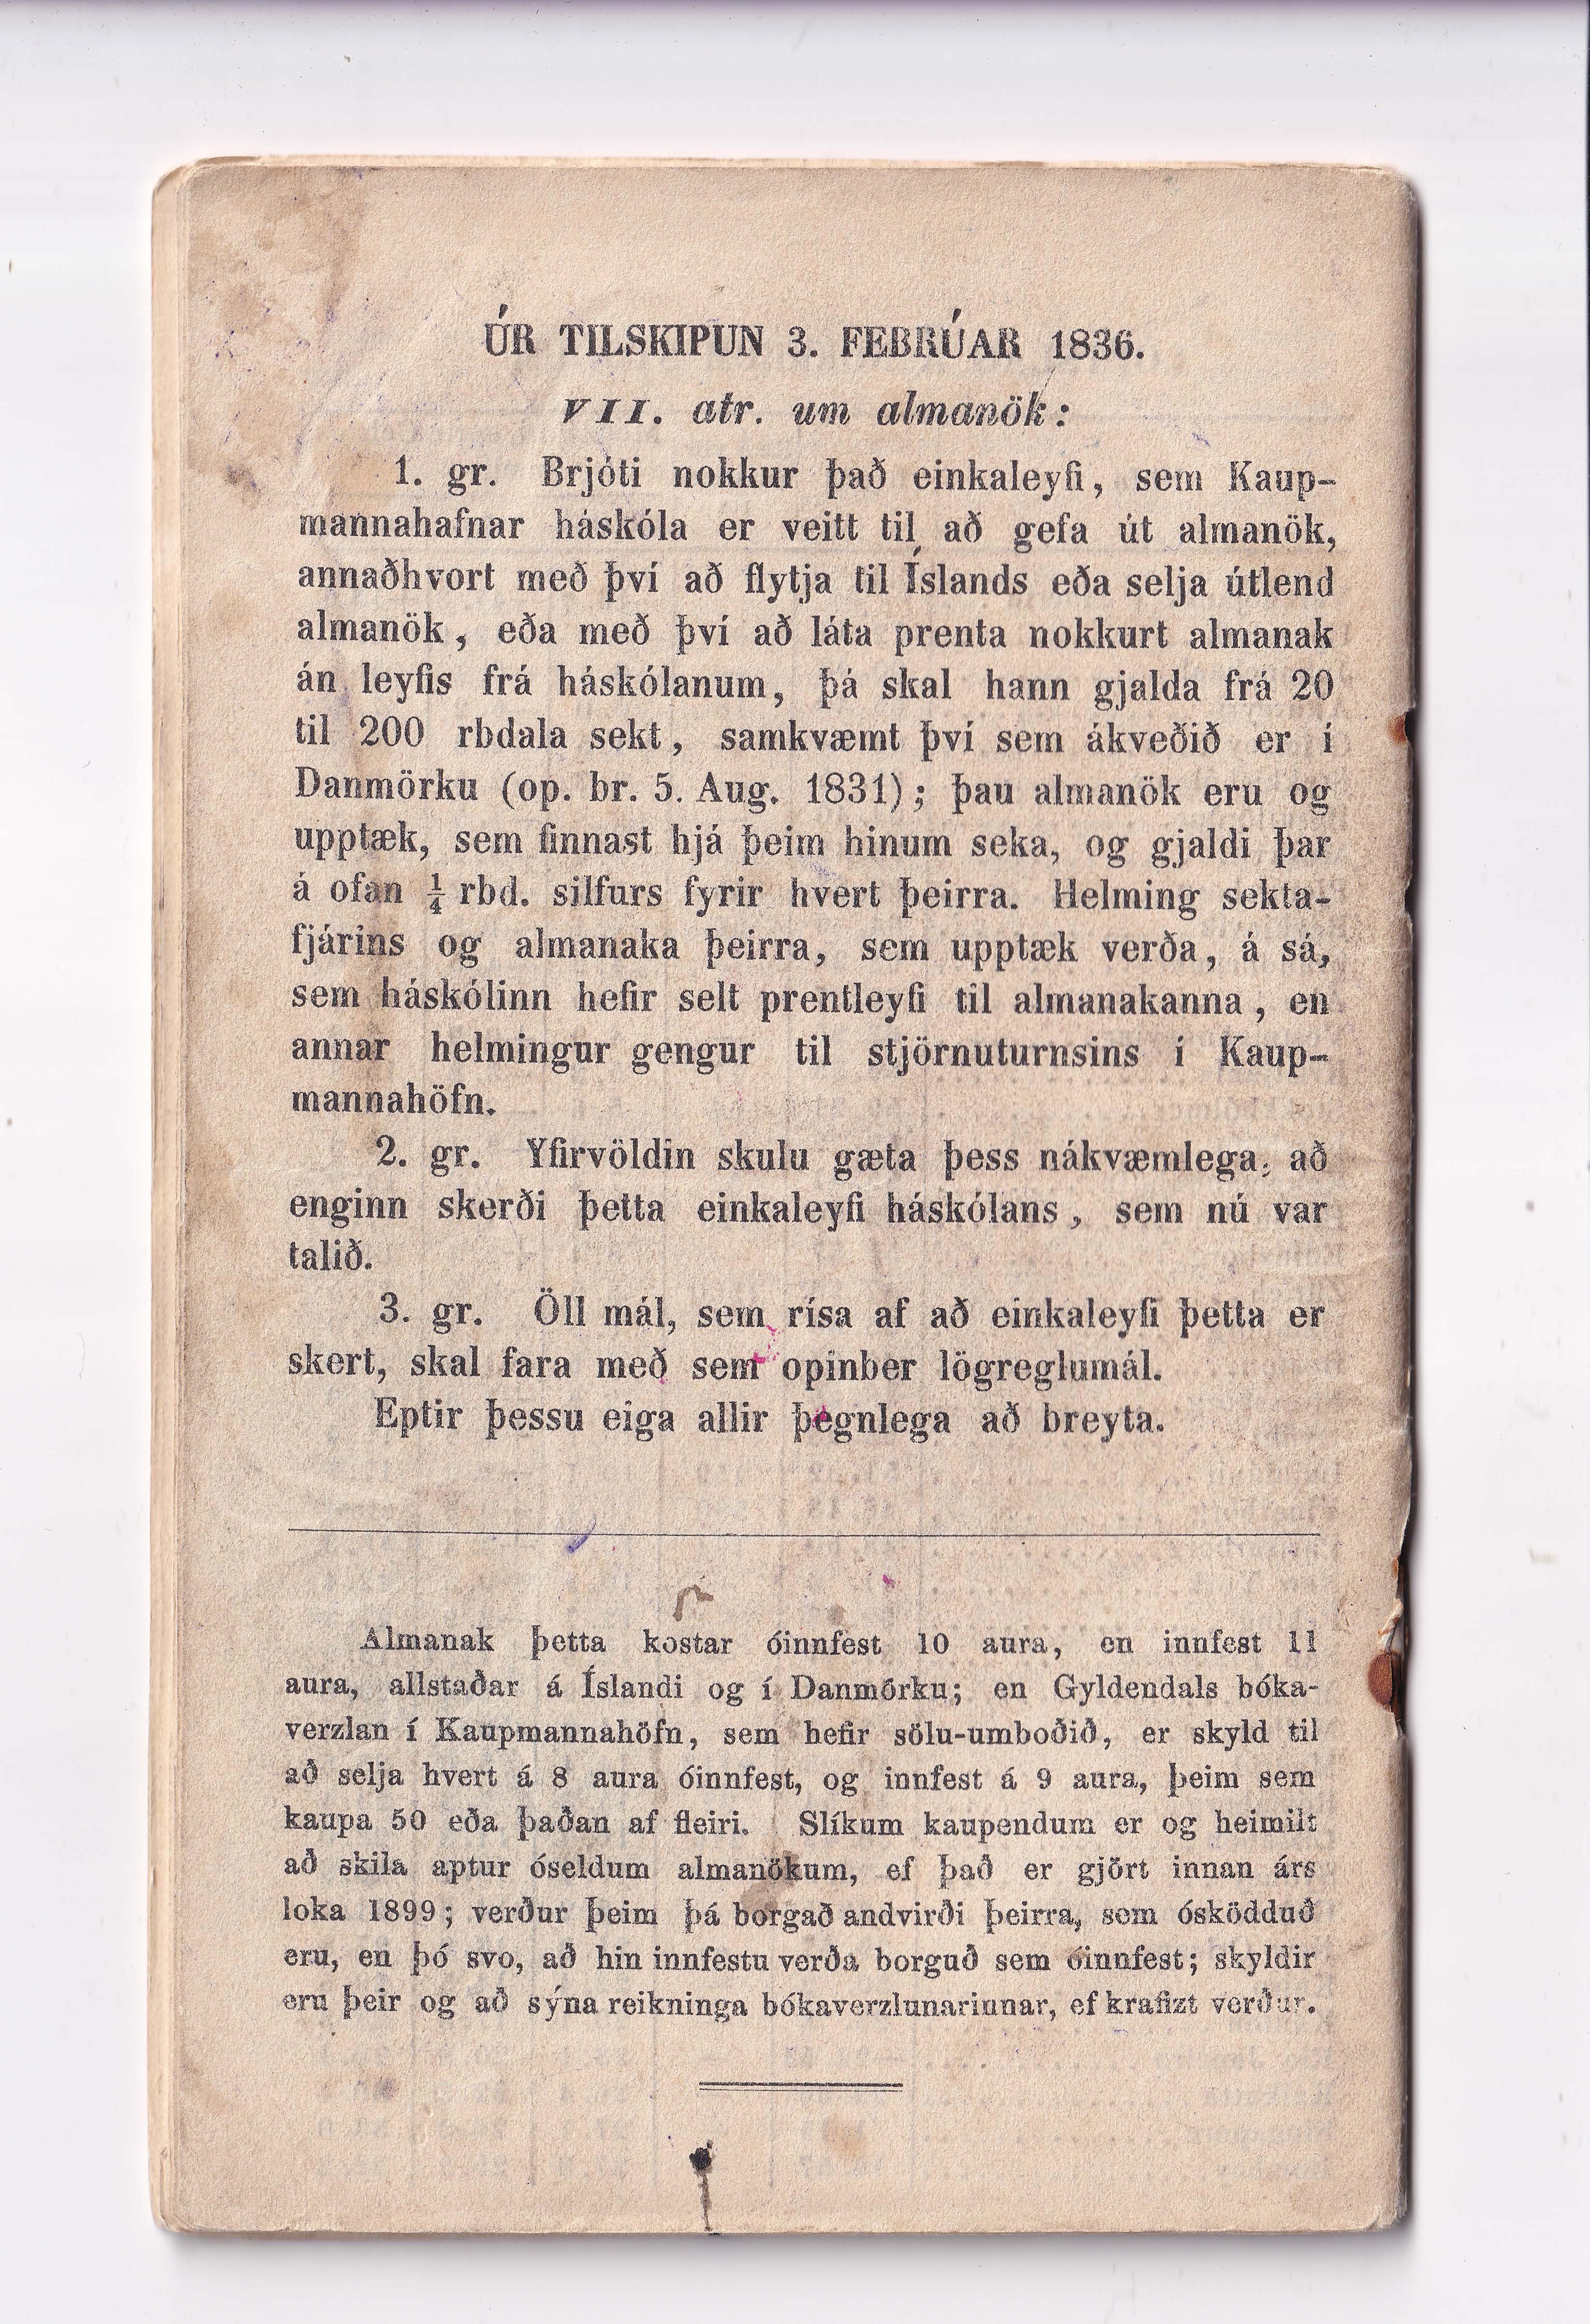 ÚR TILSKIPUN 3. FEBRÚAR 1836.
VII. atr. um almanök:
1. gr. Brjóti nokkur það einkaleyfi, sem Kaup-
mannahafnar háskóla er veitt til að gefa út almanök,
annaðhvort með því að flytja til Íslands eða selja útlend
almanök, eða með því að láta prenta nokkurt almanak
án leyfis frá háskólanum, þá skal hann gjalda frá 20
til 200 rbdala sekt, samkvæmt því sem ákveðið er í
Danmörku (op. br. 5. Aug. 1831); þau almanök eru og
upptæk, sem finnast hjá þeim hinum seka, og gjaldi þar
á ofan ¼ rbd. silfurs fyrir hvert þeirra. Helming sekta-
fjárins og almanaka þeirra, sem upptæk verða, á sá,
sem háskólinn hefir selt prentleyfi til almanakanna, en
annar helmingur gengur til stjörnuturnsins í Kaup-
mannahöfn.
2. gr. Yfirvöldin skulu gæta þess nákvæmlega, að
enginn skerði þetta einkaleyfi háskólans, sem nú var
talið.
3. gr. Öll mál, sem rísa af að einkaleyfi þetta er
skert, skal fara með sem opinber lögreglumál.
Eptir þessu eiga allir þegnlega að breyta.
Almanak þetta kostar óinnfest 10 aura, en innfest 11
aura, allstaðar á Íslandi og í Danmörku; en Gyldendals bóka-
verzlan í Kaupmannahöfn, sem hefir sölu-umboðið, er skyld til
að selja hvert á 8 aura óinnfest, og innfest á 9 aura, þeim sem
kaupa 50 eða þaðan af fleiri. Slíkum kaupendum er og heimilt
að skila aptur óseldum almanökum, ef það er gjört innan árs
loka 1899; verður þeim þá borgað andvirði þeirra, sem ósködduð
eru, en þó svo, að hin innfestu verða borguð sem óinnfest; skyldir
eru þeir og að sýna reikninga bókaverzlunarinnar, ef krafizt verður.